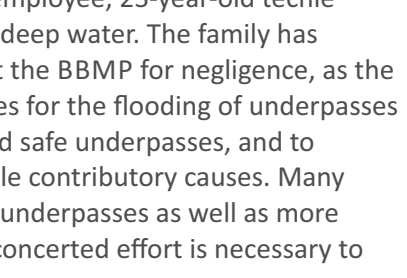 employee, 23-year-old techie
deep water. The family has
t the BBMP for negligence, as the
es for the flooding of underpasses
d safe underpasses, and to
le contributory causes. Many
underpasses as well as more
concerted effort is necessary to